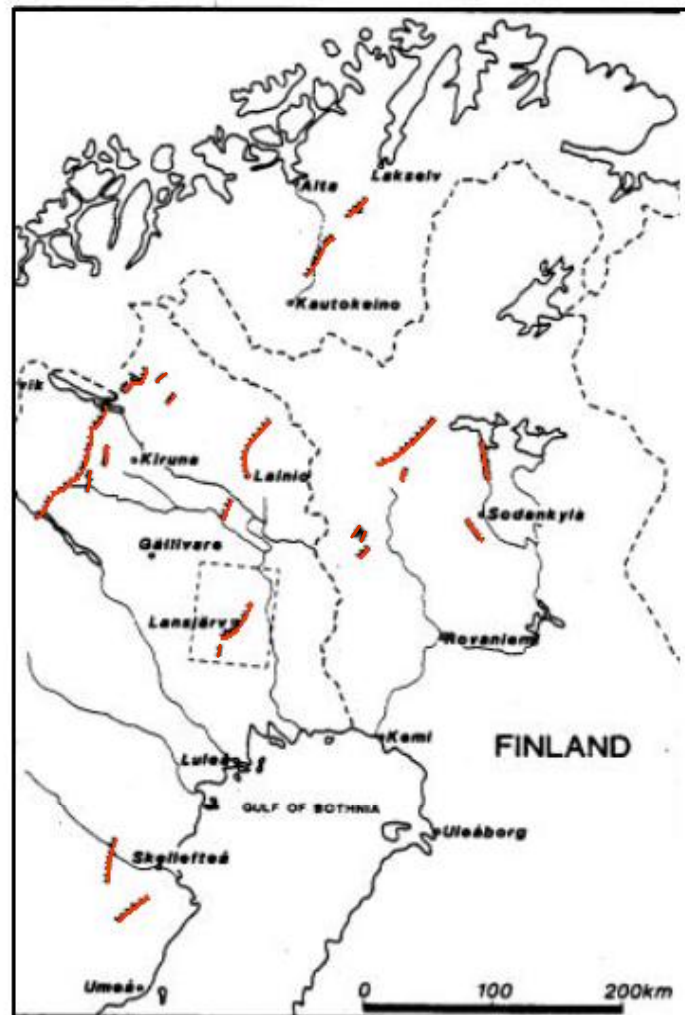 Lakselv
Alta
Kautokeino
vik
Kiruna
Lainio
Sodankylä
Gällivare
Lansjärv
Rovaniemi
Kemi
FINLAND
Luleå
GULF OF BOTHNIA
Uleåborg
Skellefteå
Umeå
0 100 200km